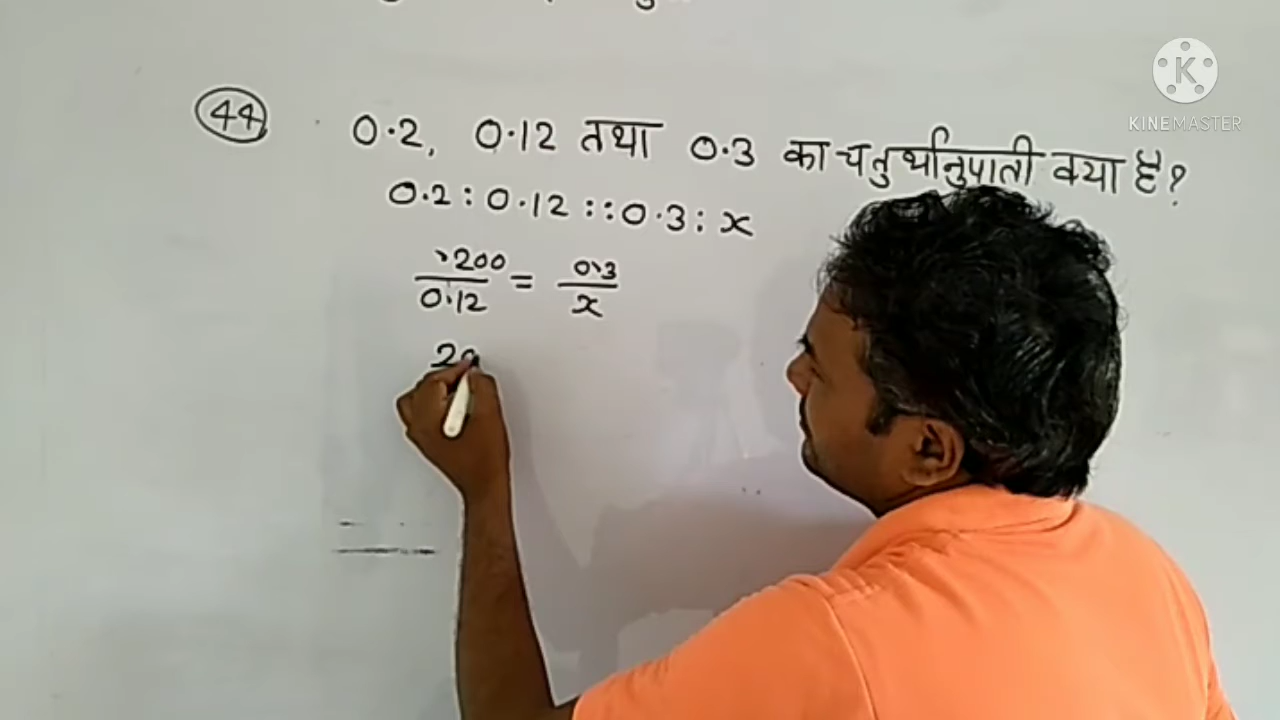 K
KINEMASTER
44 0.2, 0.12 तथा 0.3 का चतुर्थानुपाती क्या है?
0.2 : 0.12 :: 0.3 : x
.200/0.12 = 0.3/x